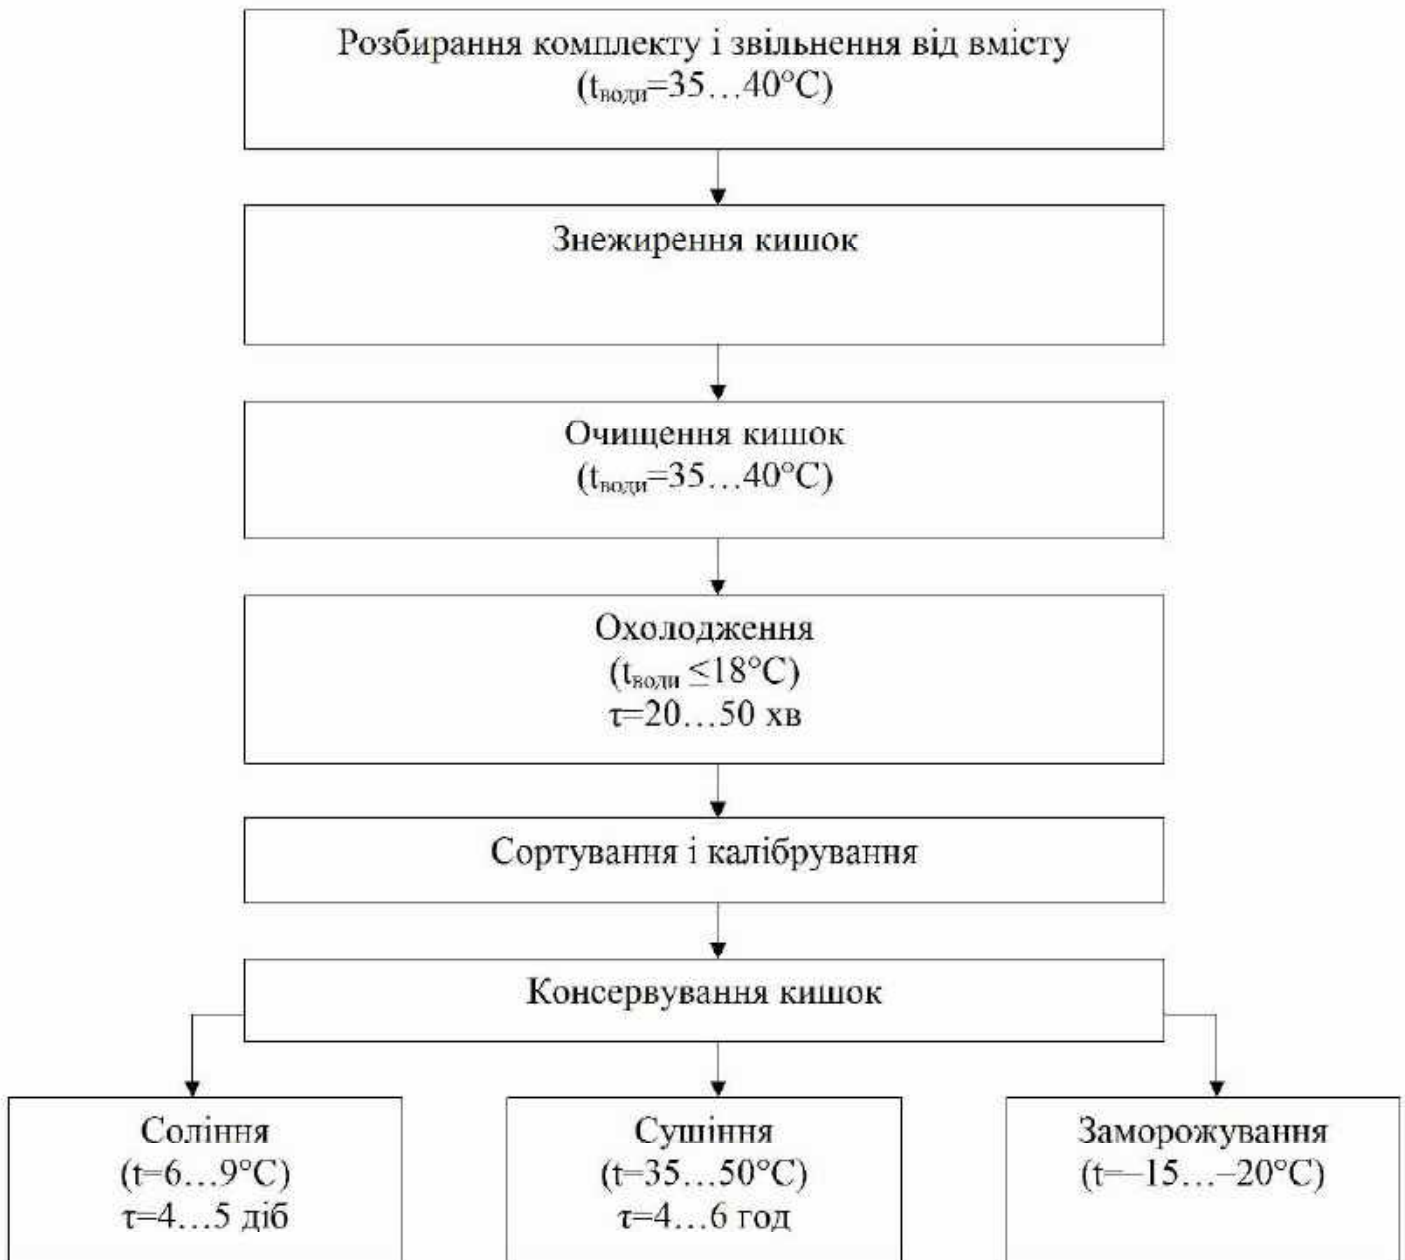 Розбирання комплекту і звільнення від вмісту
(tводи=35…40°С)
Знежирення кишок
Очищення кишок
(tводи=35…40°С)
Охолодження
(tводи ≤18°С)
τ=20…50 хв
Сортування і калібрування
Консервування кишок
Соління
(t=6…9°С)
τ=4…5 діб
Сушіння
(t=35…50°С)
τ=4…6 год
Заморожування
(t=–15…–20°С)